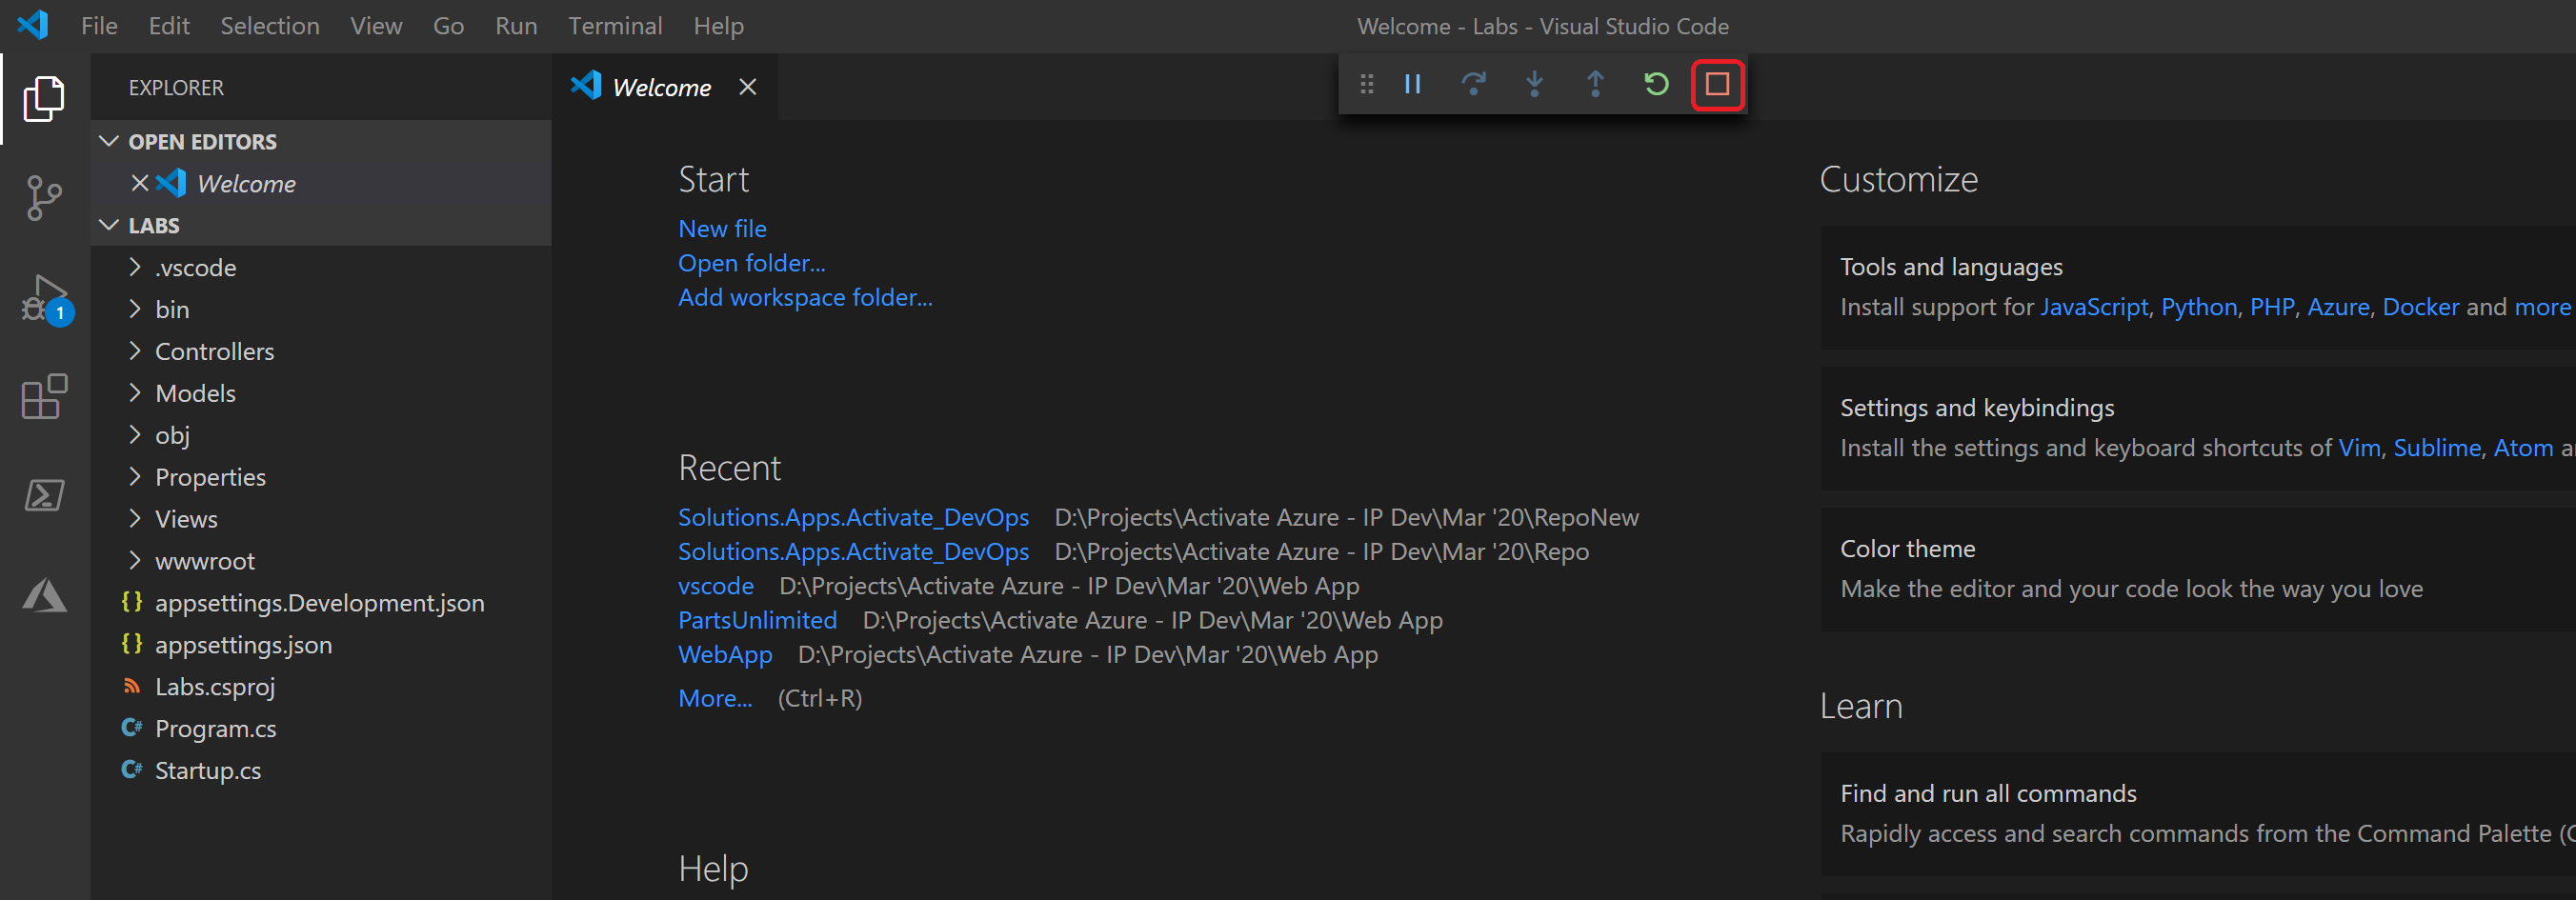 File Edit Selection View Go Run Terminal Help
Welcome - Labs - Visual Studio Code
EXPLORER
OPEN EDITORS
Welcome
LABS
.vscode
bin
Controllers
Models
obj
Properties
Views
wwwroot
appsettings.Development.json
appsettings.json
Labs.csproj
C# Program.cs
C# Startup.cs
1
Welcome
Start
New file
Open folder...
Add workspace folder...
Recent
Solutions.Apps.Activate_DevOps D:\Projects\Activate Azure - IP Dev\Mar '20\RepoNew
Solutions.Apps.Activate_DevOps D:\Projects\Activate Azure - IP Dev\Mar '20\Repo
vscode D:\Projects\Activate Azure - IP Dev\Mar '20\Web App
PartsUnlimited D:\Projects\Activate Azure - IP Dev\Mar '20\Web App
WebApp D:\Projects\Activate Azure - IP Dev\Mar '20\Web App
More... (Ctrl+R)
Help
Customize
Tools and languages
Install support for JavaScript, Python, PHP, Azure, Docker and more
Settings and keybindings
Install the settings and keyboard shortcuts of Vim, Sublime, Atom
Color theme
Make the editor and your code look the way you love
Learn
Find and run all commands
Rapidly access and search commands from the Command Palette (